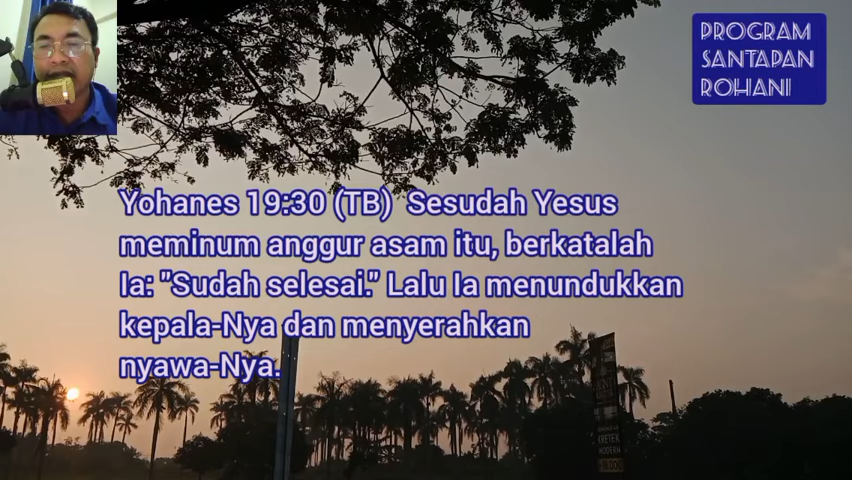 PROGRAM
SANTAPAN
ROHANI
Yohanes 19:30 (TB) Sesudah Yesus
meminum anggur asam itu, berkatalah
Ia: "Sudah selesai." Lalu Ia menundukkan
kepala-Nya dan menyerahkan
nyawa-Nya.
KRETEK